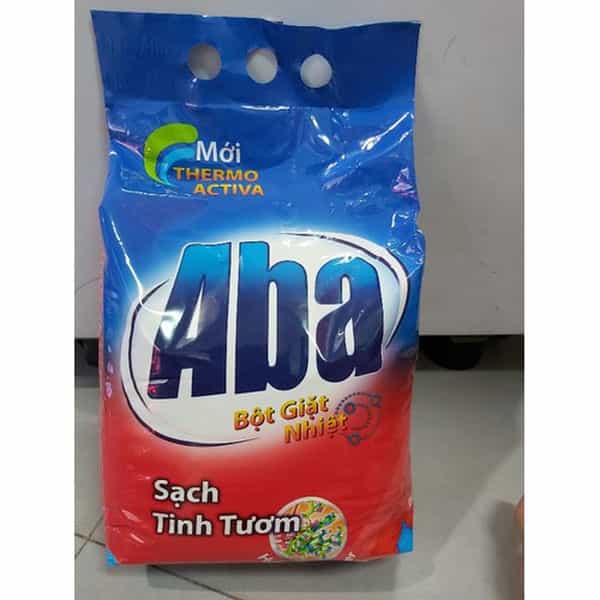 Mới
THERMO
ACTIVA
Aba
Bột Giặt
Nhiệt
Sạch
Tinh Tươm